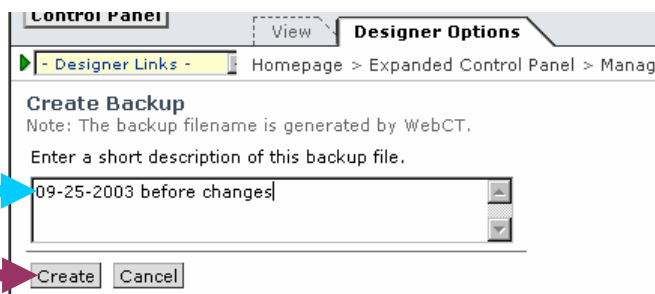 Control Panel
View Designer Options
- Designer Links - Homepage > Expanded Control Panel >
Create Backup
Note: The backup filename is generated by WebCT.
Enter a short description of this backup file.
09-25-2003 before changes
Create Cancel